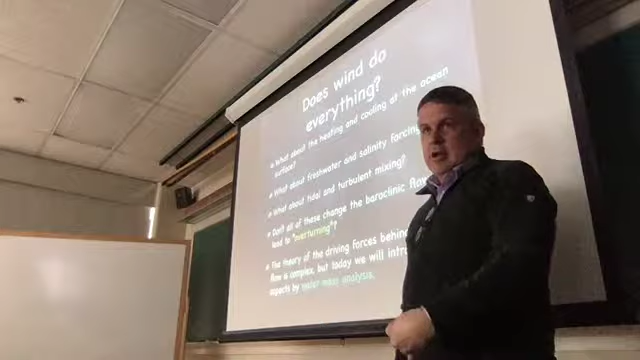 Does wind do
everything?
What about the heating and cooling at the ocean
surface?
What about freshwater and salinity forcing
What about tidal and turbulent mixing?
Don't all of these change the baroclinic
lead to "overturning"?
The theory of the driving forces behind
flow is complex, but today we will
aspects by water mass analysis.